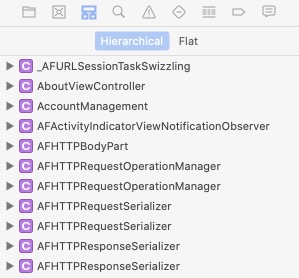 Hierarchical Flat
C _AFURLSessionTaskSwizzling
C AboutViewController
C AccountManagement
C AFActivityIndicatorViewNotificationObserver
C AFHTTPBodyPart
C AFHTTPRequestOperationManager
C AFHTTPRequestOperationManager
C AFHTTPRequestSerializer
C AFHTTPRequestSerializer
C AFHTTPResponseSerializer
C AFHTTPResponseSerializer